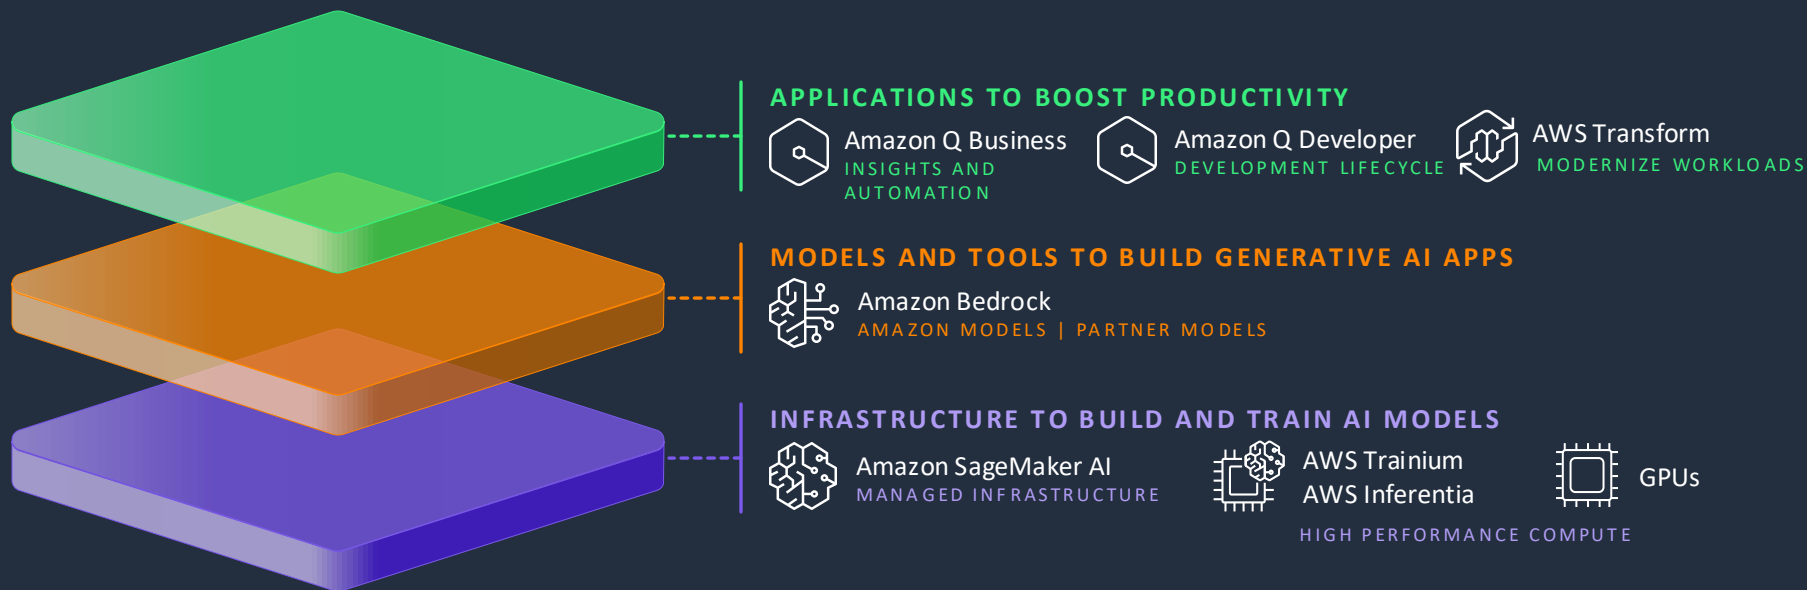 APPLICATIONS TO BOOST PRODUCTIVITY
Amazon Q Business
INSIGHTS AND
AUTOMATION
Amazon Q Developer
DEVELOPMENT LIFECYCLE
AWS Transform
MODERNIZE WORKLOADS
MODELS AND TOOLS TO BUILD GENERATIVE AI APPS
Amazon Bedrock
AMAZON MODELS | PARTNER MODELS
INFRASTRUCTURE TO BUILD AND TRAIN AI MODELS
Amazon SageMaker AI
MANAGED INFRASTRUCTURE
AWS Trainium
AWS Inferentia
GPUs
HIGH PERFORMANCE COMPUTE